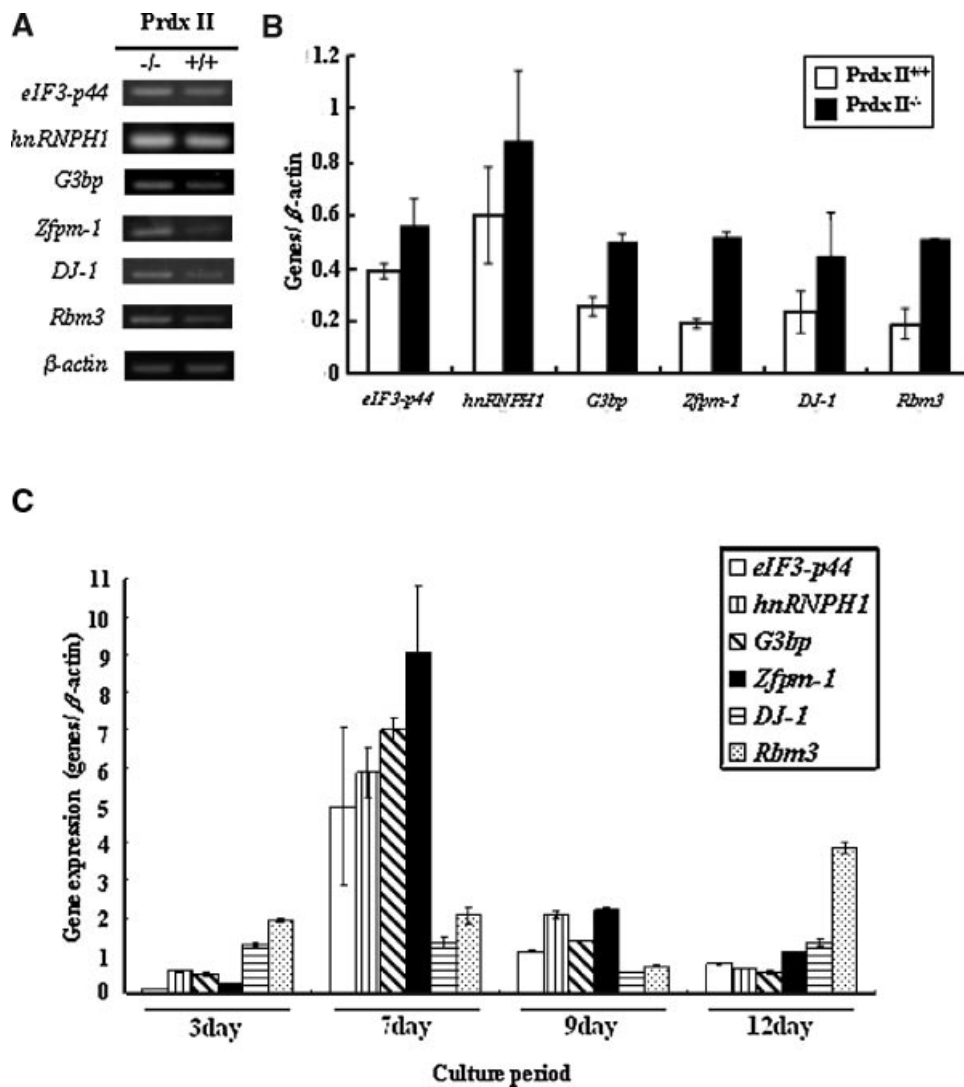 A
Prdx II
-/- +/+
eIF3-p44
hnRNPH1
G3bp
Zfpm-1
DJ-1
Rbm3
β-actin
B
Genes/ β-actin
1.2
1
0.8
0.6
0.4
0.2
0
Prdx II+/+
Prdx II-/-
eIF3-p44 hnRNPH1 G3bp Zfpm-1 DJ-1 Rbm3
C
Gene expression (genes/ β-actin)
11
10
9
8
7
6
5
4
3
2
1
0
eIF3-p44
hnRNPH1
G3bp
Zfpm-1
DJ-1
Rbm3
3day 7day 9day 12day
Culture period